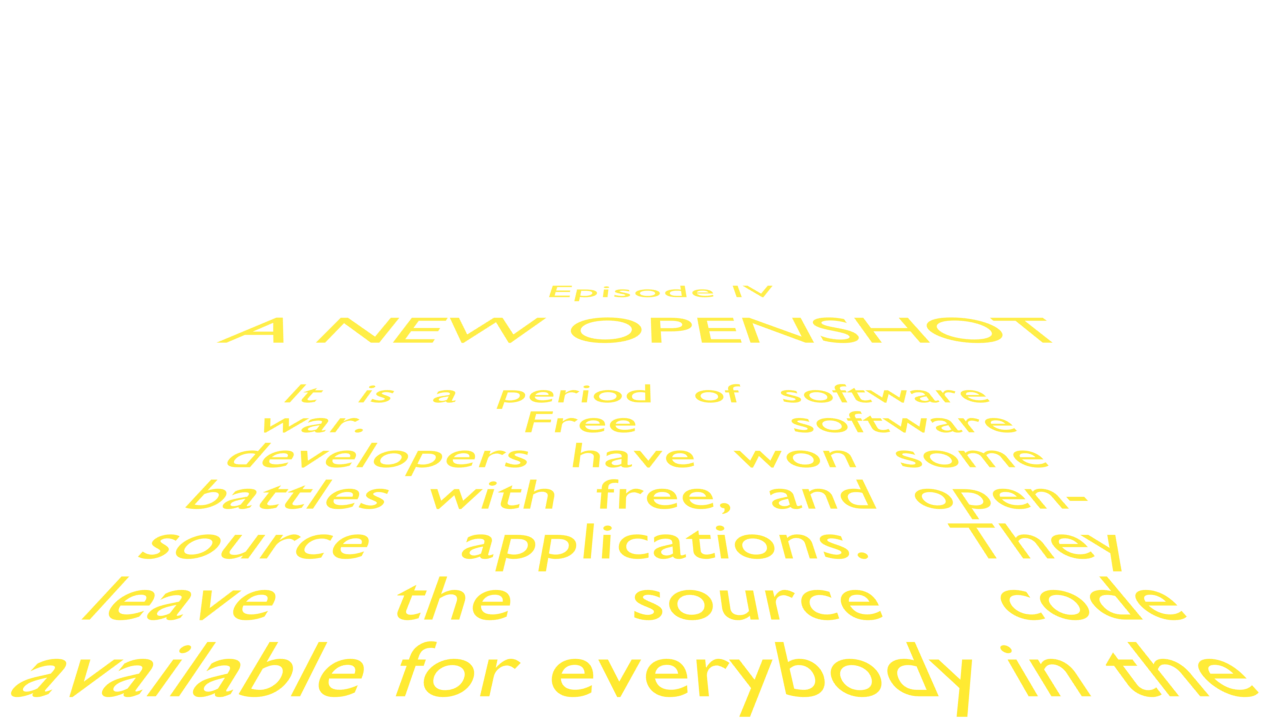 Episode IV
A NEW OPENSHOT
It is a period of software
war. Free software
developers have won some
battles with free, and open-
source applications. They
leave the source code
available for everybody in the